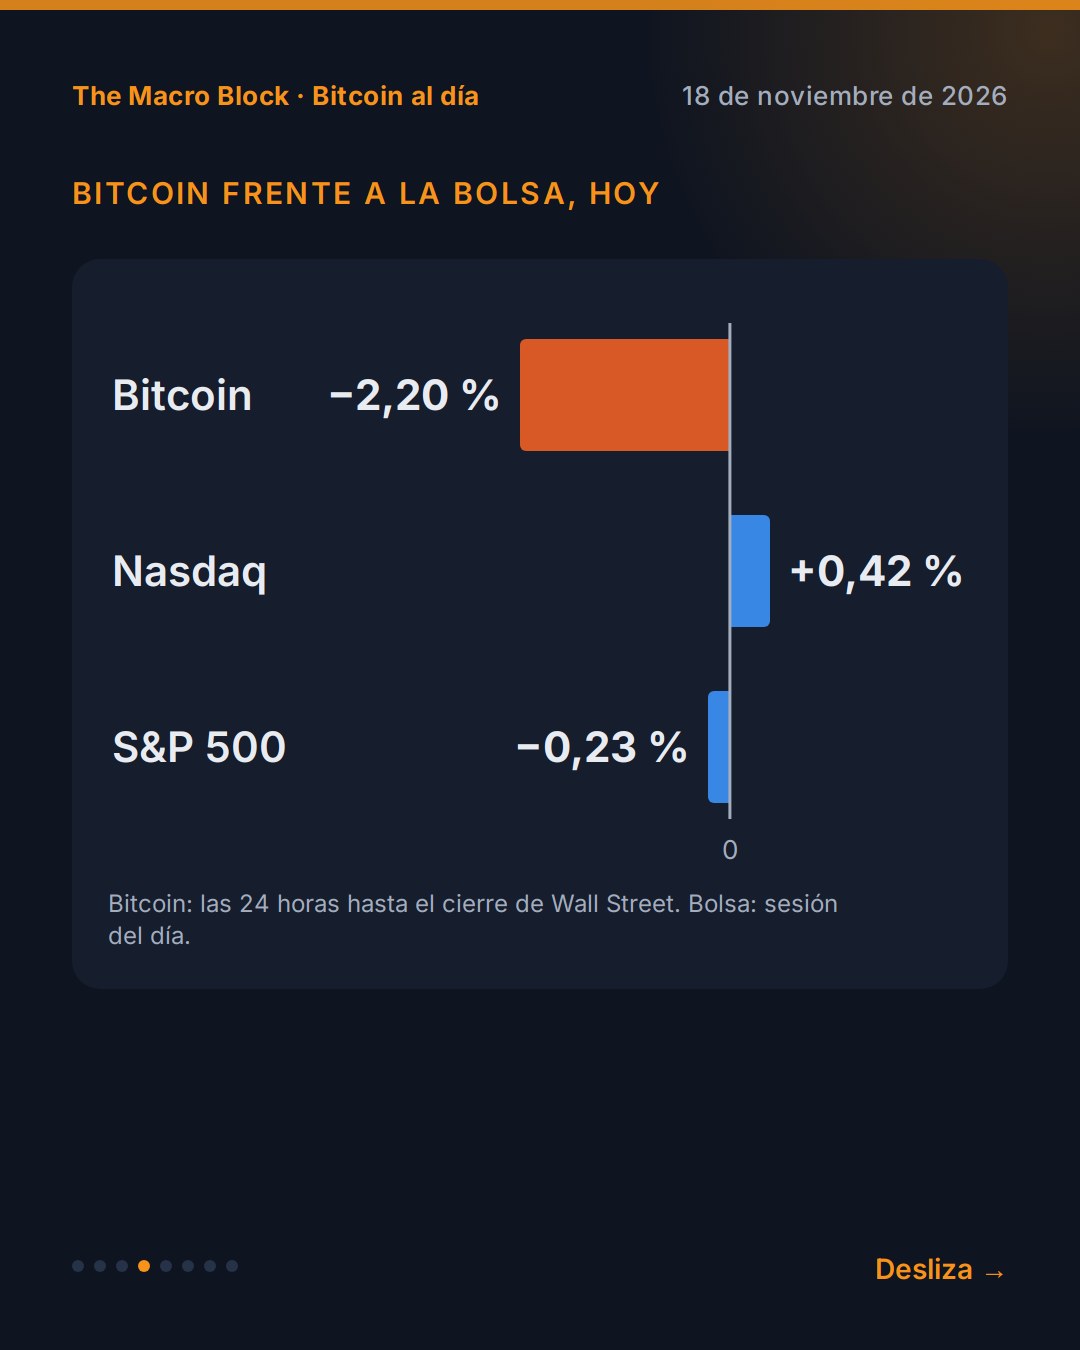 The Macro Block · Bitcoin al día
18 de noviembre de 2026
BITCOIN FRENTE A LA BOLSA, HOY
Bitcoin −2,20 %
Nasdaq +0,42 %
S&P 500 −0,23 %
0
Bitcoin: las 24 horas hasta el cierre de Wall Street. Bolsa: sesión
del día.
Desliza →